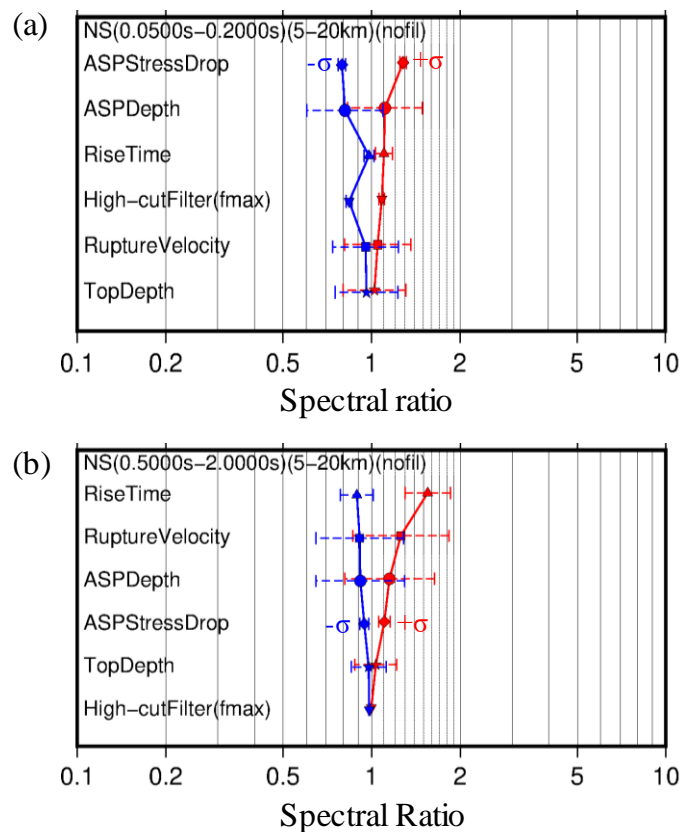 (a)
NS(0.0500s−0.2000s)(5−20km)(nofil)
ASPStressDrop
-σ
+σ
ASPDepth
RiseTime
High−cutFilter(fmax)
RuptureVelocity
TopDepth
0.1 0.2 0.5 1 2 5 10
Spectral ratio
(b)
NS(0.5000s−2.0000s)(5−20km)(nofil)
RiseTime
RuptureVelocity
ASPDepth
ASPStressDrop
-σ
+σ
TopDepth
High−cutFilter(fmax)
0.1 0.2 0.5 1 2 5 10
Spectral Ratio